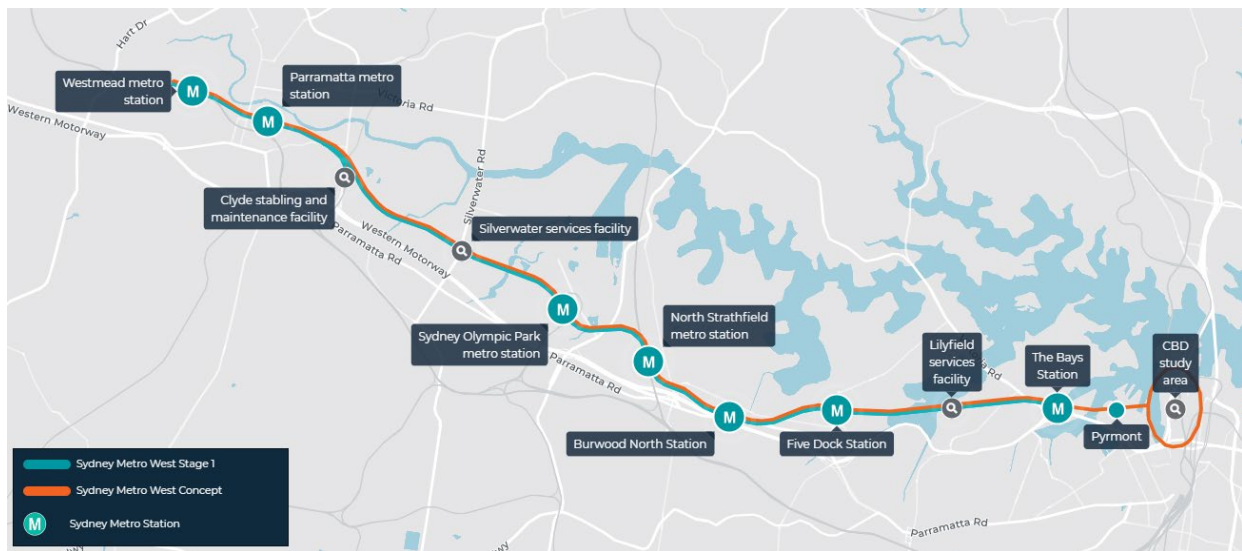 Hart Dr
Westmead metro
station
Parramatta metro
station
Victoria Rd
Western Motorway
Clyde stabling and
maintenance facility
Silverwater Rd
Silverwater services facility
Western Motorway
Parramatta Rd
North Strathfield
metro station
Sydney Olympic Park
metro station
Lilyfield
services
facility
The Bays
Station
CBD
study
area
Parramatta Rd
Burwood North Station
Five Dock Station
Pyrmont
Sydney Metro West Stage 1
Sydney Metro West Concept
M Sydney Metro Station
Parramatta Rd
M
M
M
M
M
M
M